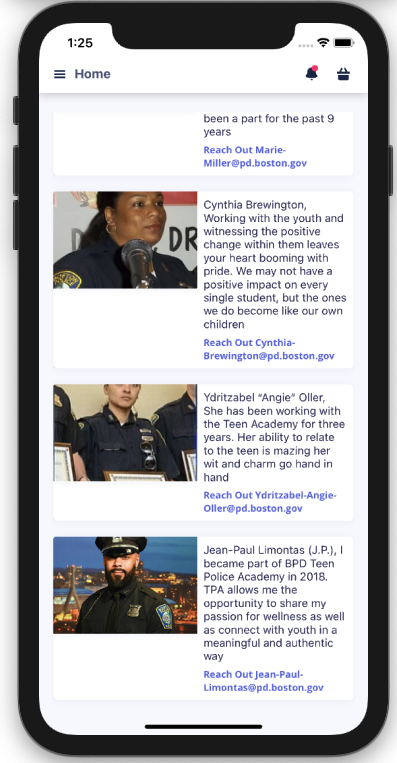 1:25
Home
been a part for the past 9
years
Reach Out Marie-
Miller@pd.boston.gov
Cynthia Brewington,
Working with the youth and
witnessing the positive
change within them leaves
your heart booming with
pride. We may not have a
positive impact on every
single student, but the ones
we do become like our own
children
Reach Out Cynthia-
Brewington@pd.boston.gov
Ydritzabel “Angie” Oller,
She has been working with
the Teen Academy for three
years. Her ability to relate
to the teen is mazing her
wit and charm go hand in
hand
Reach Out Ydritzabel-Angie-
Oller@pd.boston.gov
Jean-Paul Limontas (J.P.), I
became part of BPD Teen
Police Academy in 2018.
TPA allows me the
opportunity to share my
passion for wellness as well
as connect with youth in a
meaningful and authentic
way
Reach Out Jean-Paul-
Limontas@pd.boston.gov